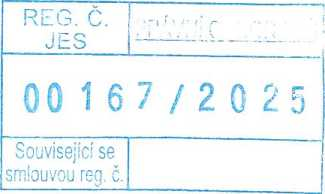 REG. Č.
JES
00167/2025
Související se
smlouvou reg. č.